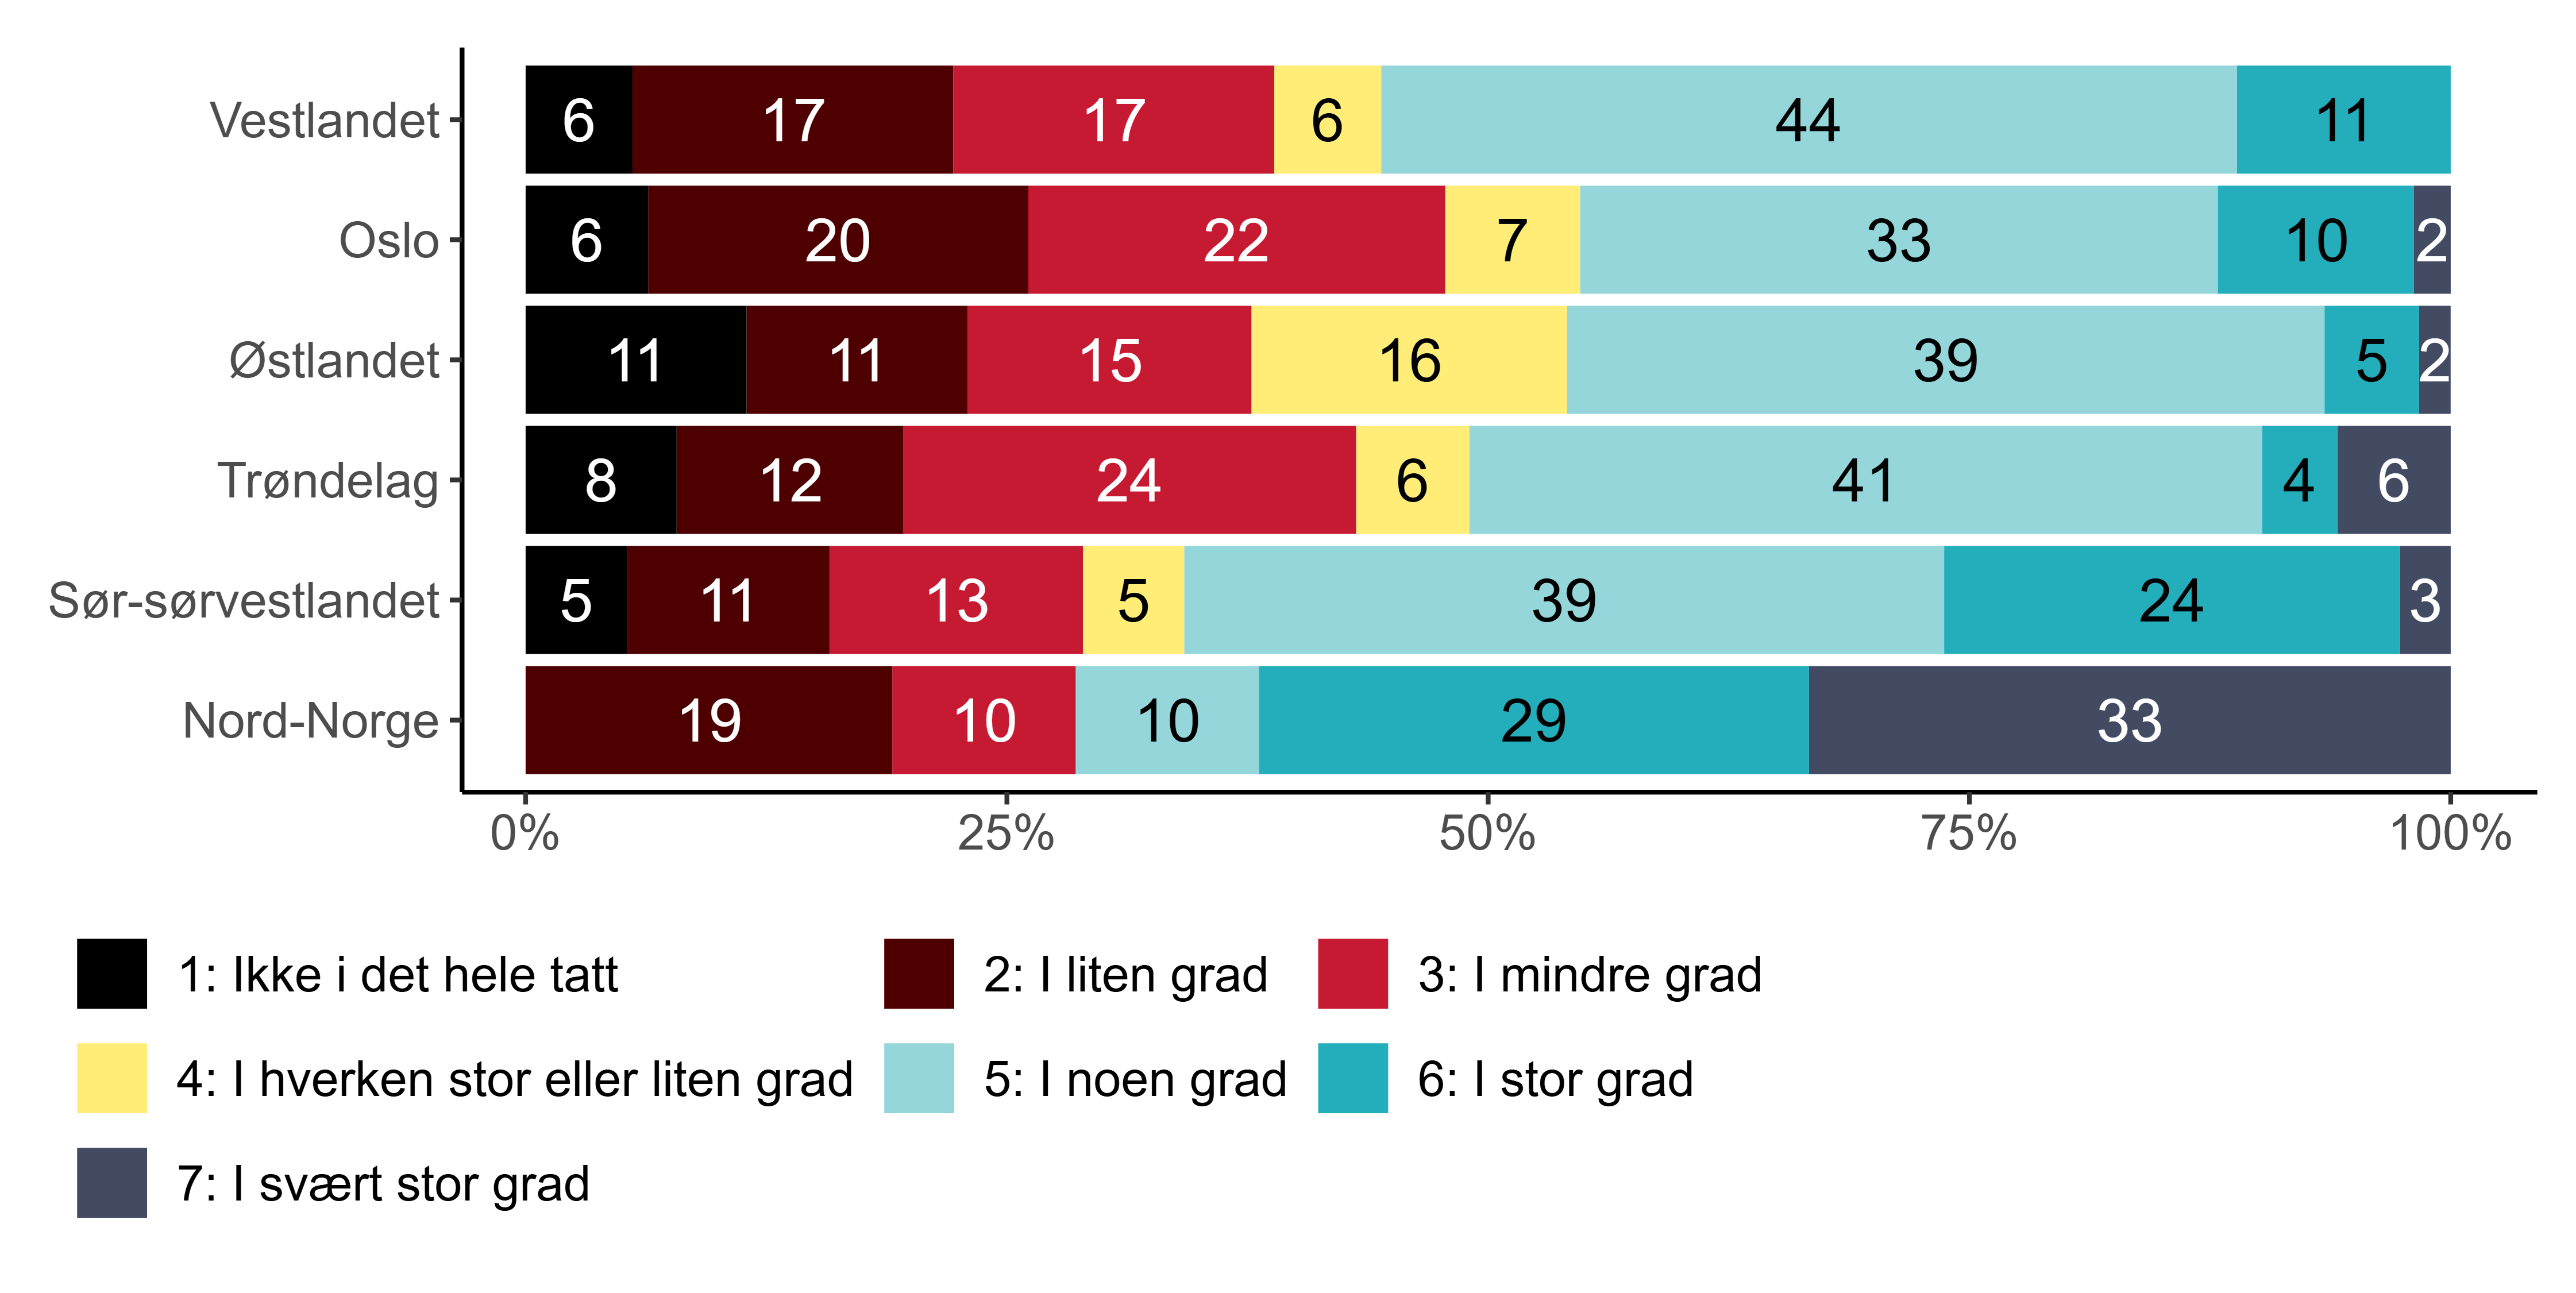 Vestlandet 6 17 17 6 44 11
Oslo 6 20 22 7 33 10 2
Østlandet 11 11 15 16 39 5 2
Trøndelag 8 12 24 6 41 4 6
Sør-sørvestlandet 5 11 13 5 39 24 3
Nord-Norge 19 10 10 29 33
0% 25% 50% 75% 100%
1: Ikke i det hele tatt 2: I liten grad 3: I mindre grad
4: I hverken stor eller liten grad 5: I noen grad 6: I stor grad
7: I svært stor grad